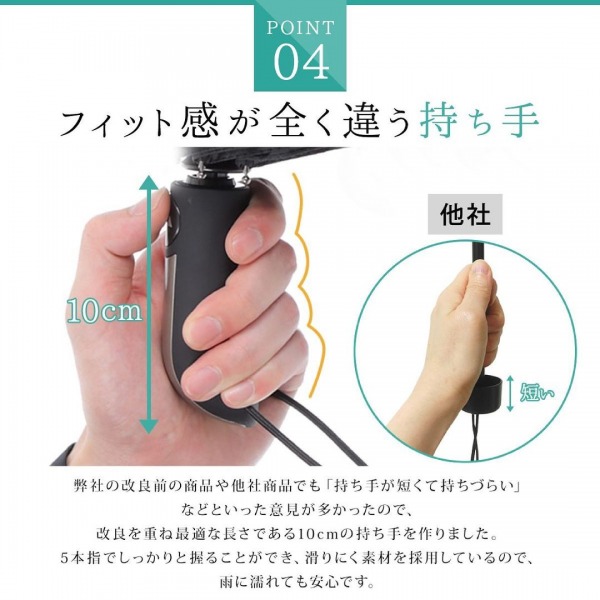 POINT
04
フィット感が全く違う持ち手
他社
10cm
短い
弊社の改良前の商品や他社商品でも「持ち手が短くて持ちづらい」
などといった意見が多かったので、
改良を重ね最適な長さである10cmの持ち手を作りました。
5本指でしっかりと握ることができ、滑りにく素材を採用しているので、
雨に濡れても安心です。